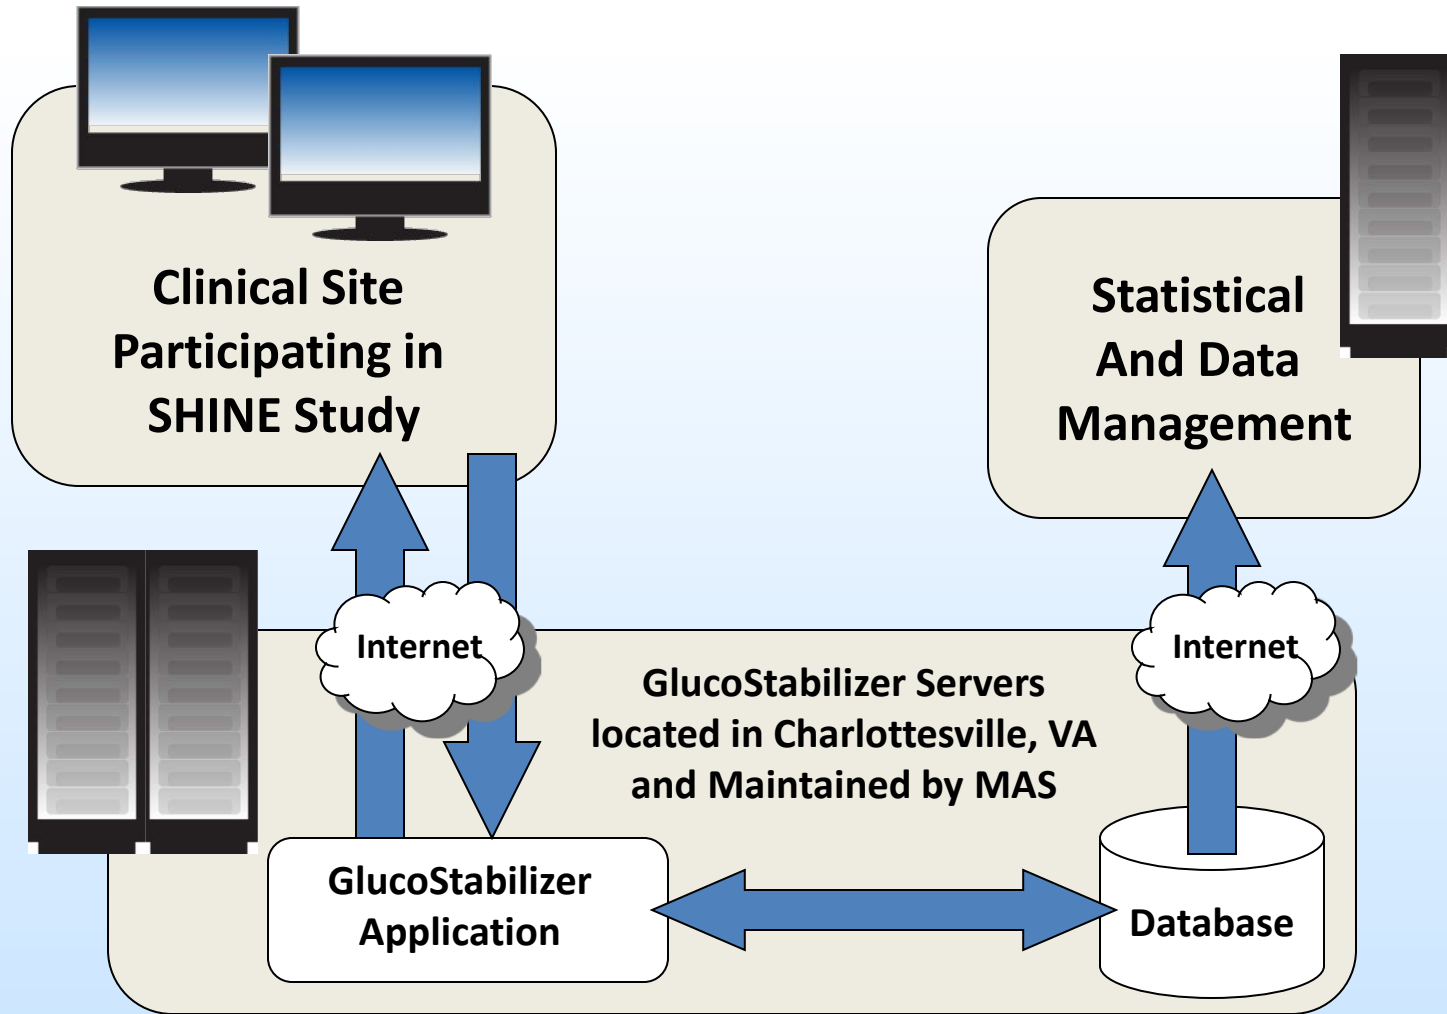 Clinical Site
Participating in
SHINE Study
Statistical
And Data
Management
Internet
Internet
GlucoStabilizer Servers
located in Charlottesville, VA
and Maintained by MAS
GlucoStabilizer
Application
Database